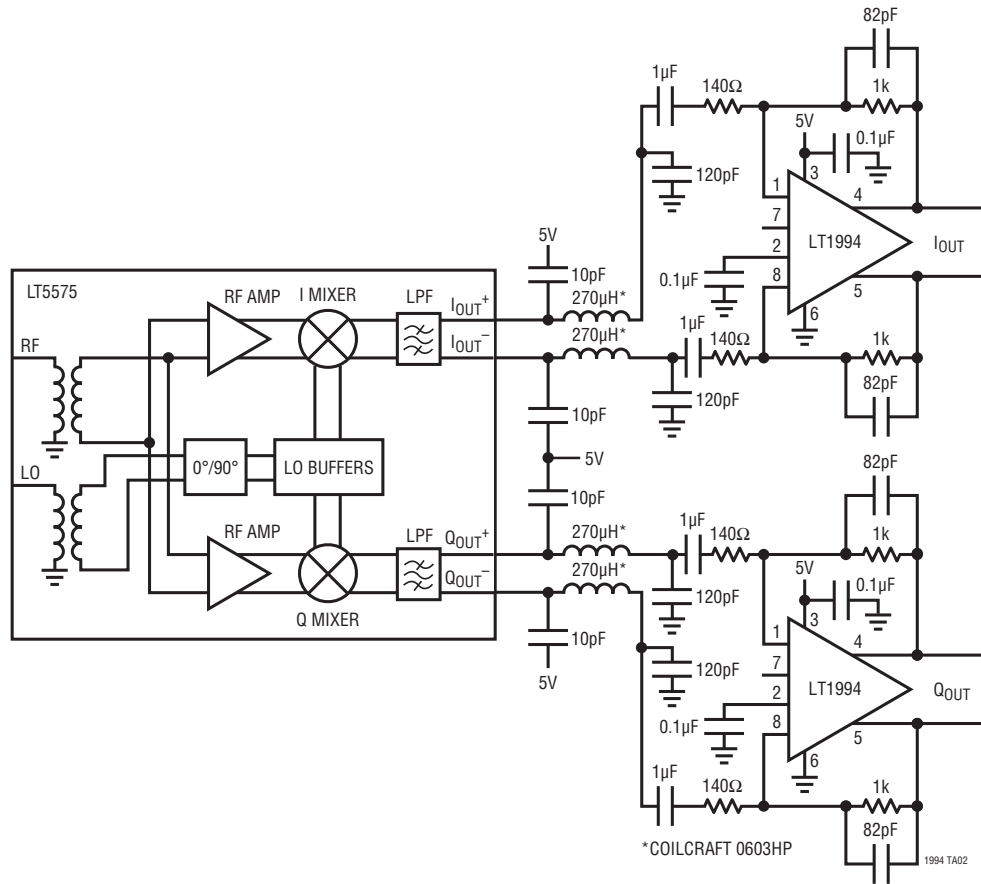 82pF
1µF
140Ω
1k
5V
0.1µF
120pF
3
1
4
7
LT1994
IOUT
2
0.1µF
8
5
6
5V
10pF
LT5575
RF AMP
I MIXER
LPF
IOUT+
270µH*
IOUT–
270µH*
1µF
140Ω
1k
RF
120pF
82pF
10pF
LO
0°/90°
LO BUFFERS
5V
10pF
82pF
RF AMP
LPF
QOUT+
270µH*
1µF
140Ω
1k
QOUT–
270µH*
5V
0.1µF
120pF
3
Q MIXER
10pF
1
4
5V
120pF
7
LT1994
QOUT
2
0.1µF
8
5
6
1µF
140Ω
1k
82pF
*COILCRAFT 0603HP
1994 TA02